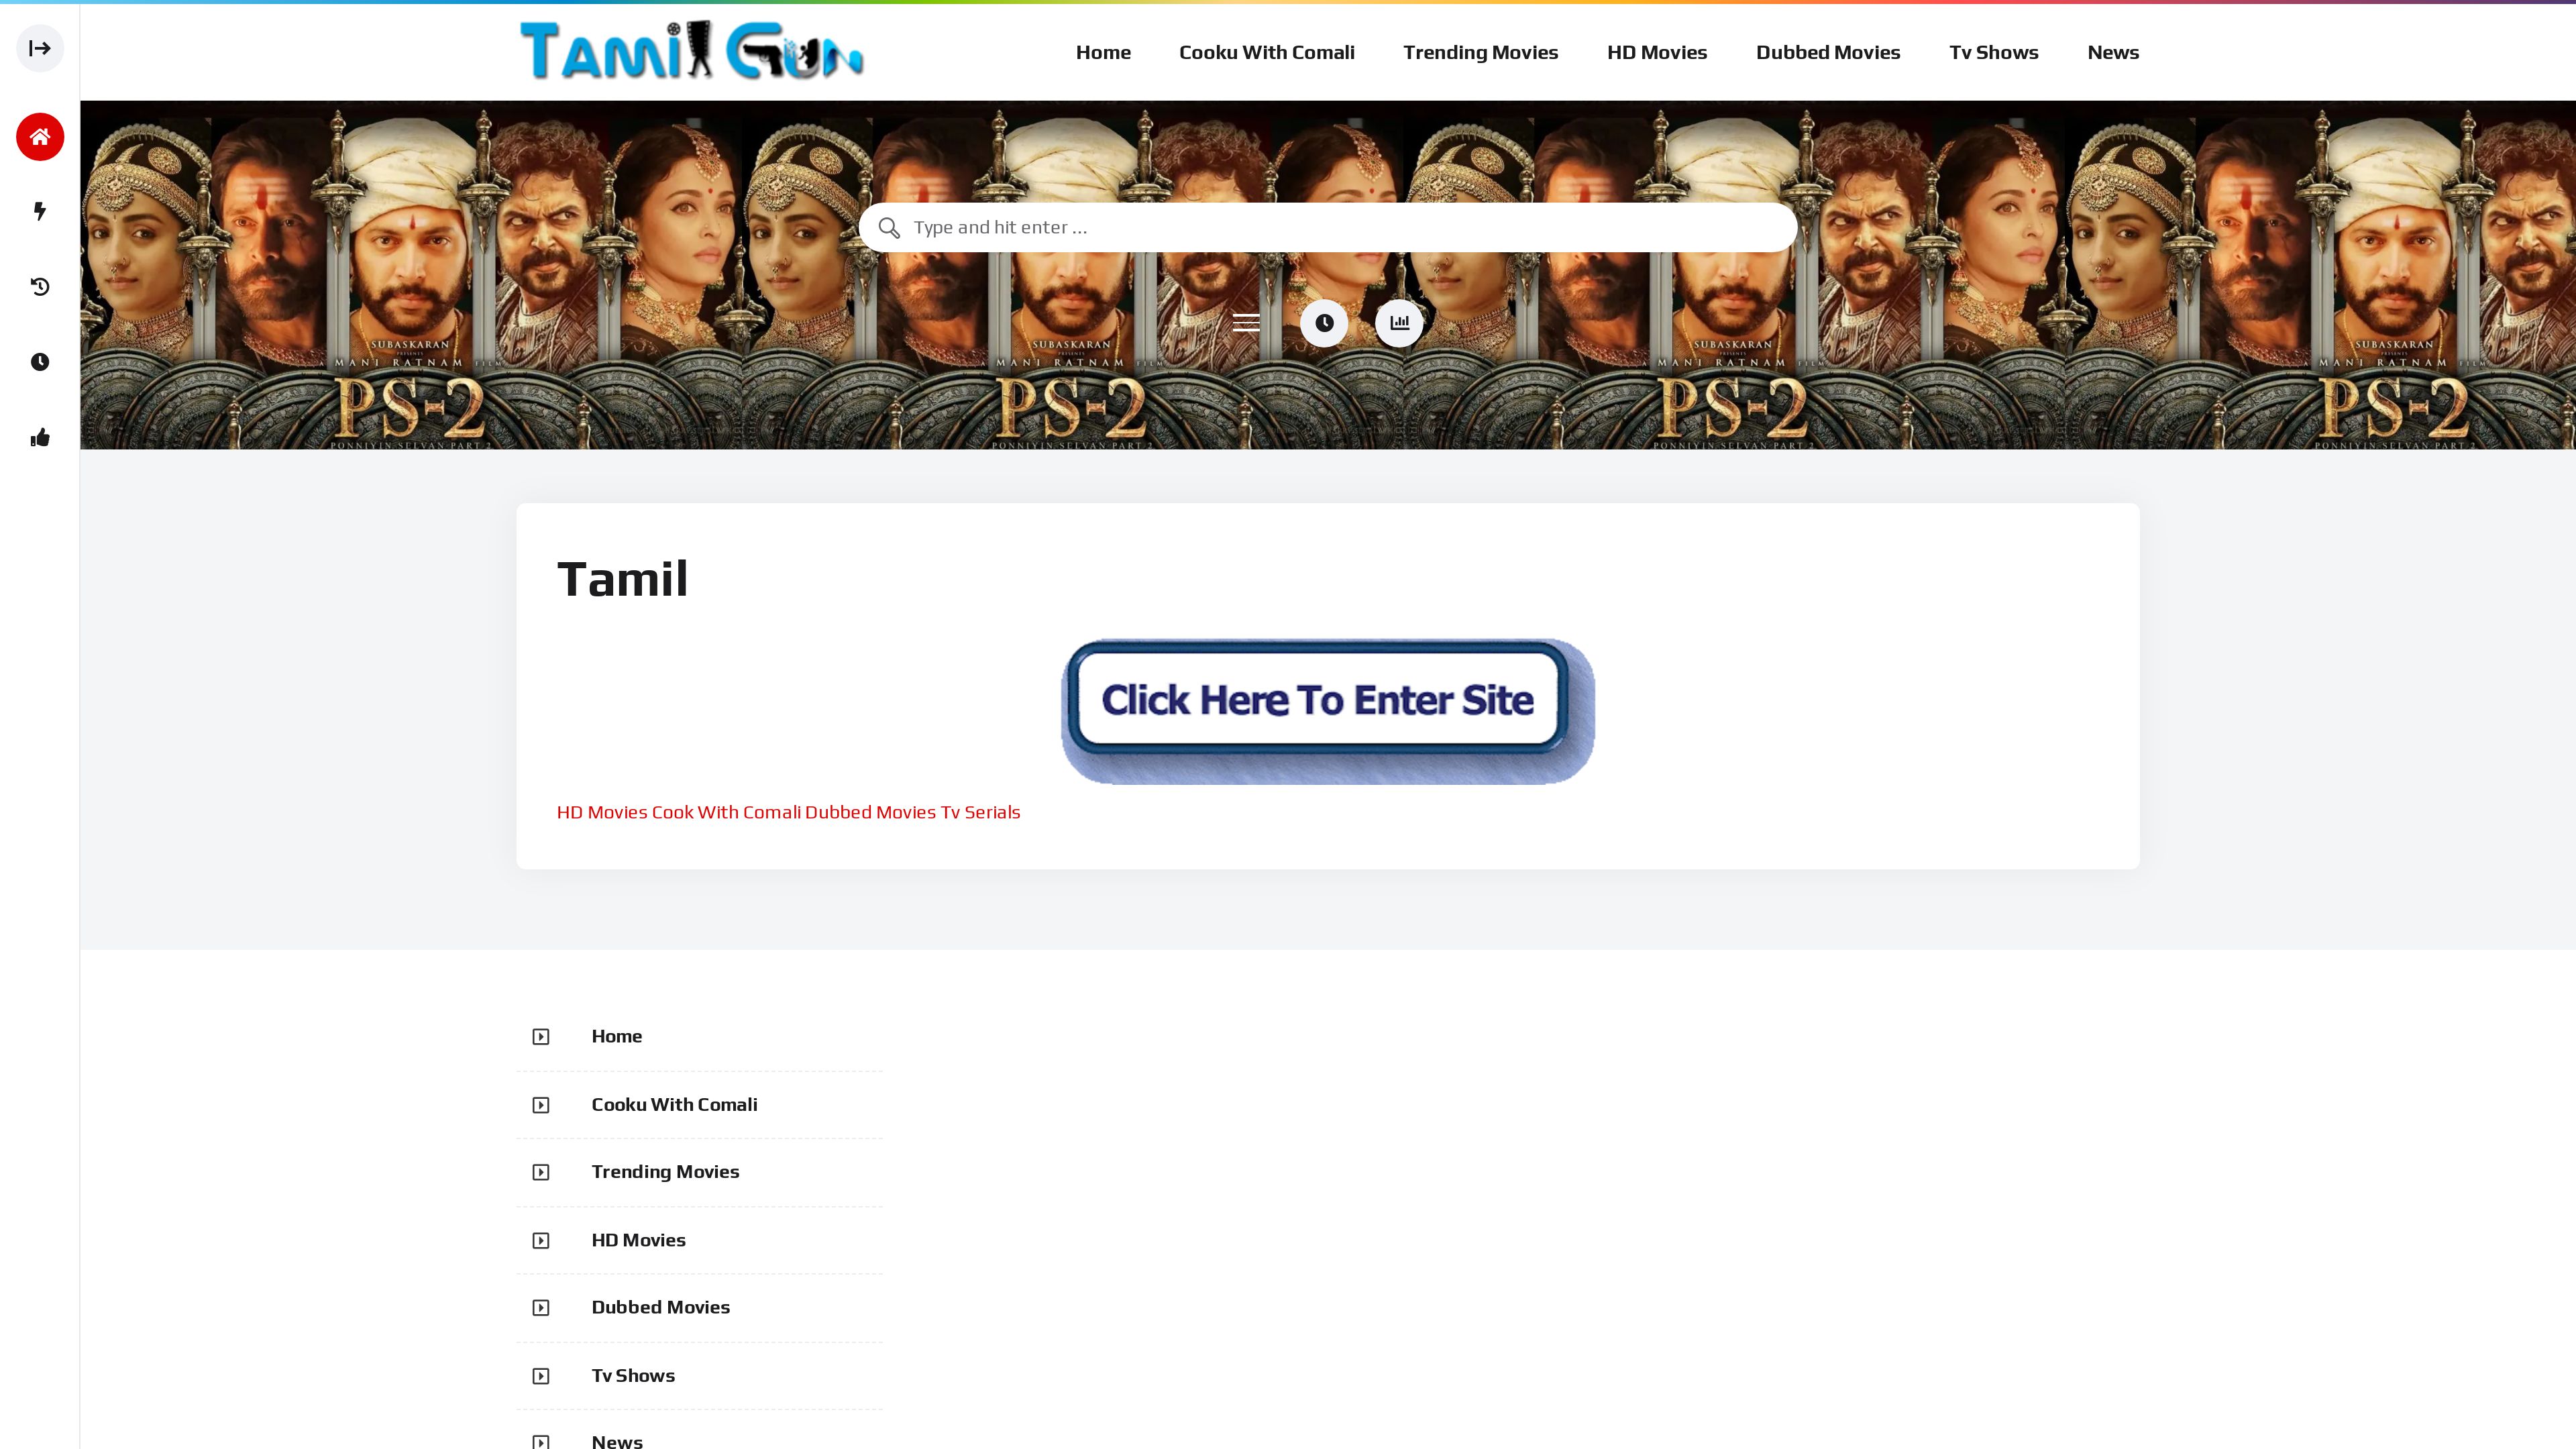 Tamil Gun
Home Cooku With Comali Trending Movies HD Movies Dubbed Movies Tv Shows News
Type and hit enter ...
SUBASKARAN SUBASKARAN SUBASKARAN SUBASKARAN
PRESENTS PRESENTS PRESENTS PRESENTS
MANI RATNAM FILM MANI RATNAM FILM MANI RATNAM FILM MANI RATNAM FILM
PS-2 PS-2 PS-2 PS-2
PONNIYIN SELVAN PART 2 PONNIYIN SELVAN PART 2 PONNIYIN SELVAN PART 2 PONNIYIN SELVAN PART 2
Tamil
Click Here To Enter Site
HD Movies Cook With Comali Dubbed Movies Tv Serials
Home
Cooku With Comali
Trending Movies
HD Movies
Dubbed Movies
Tv Shows
News